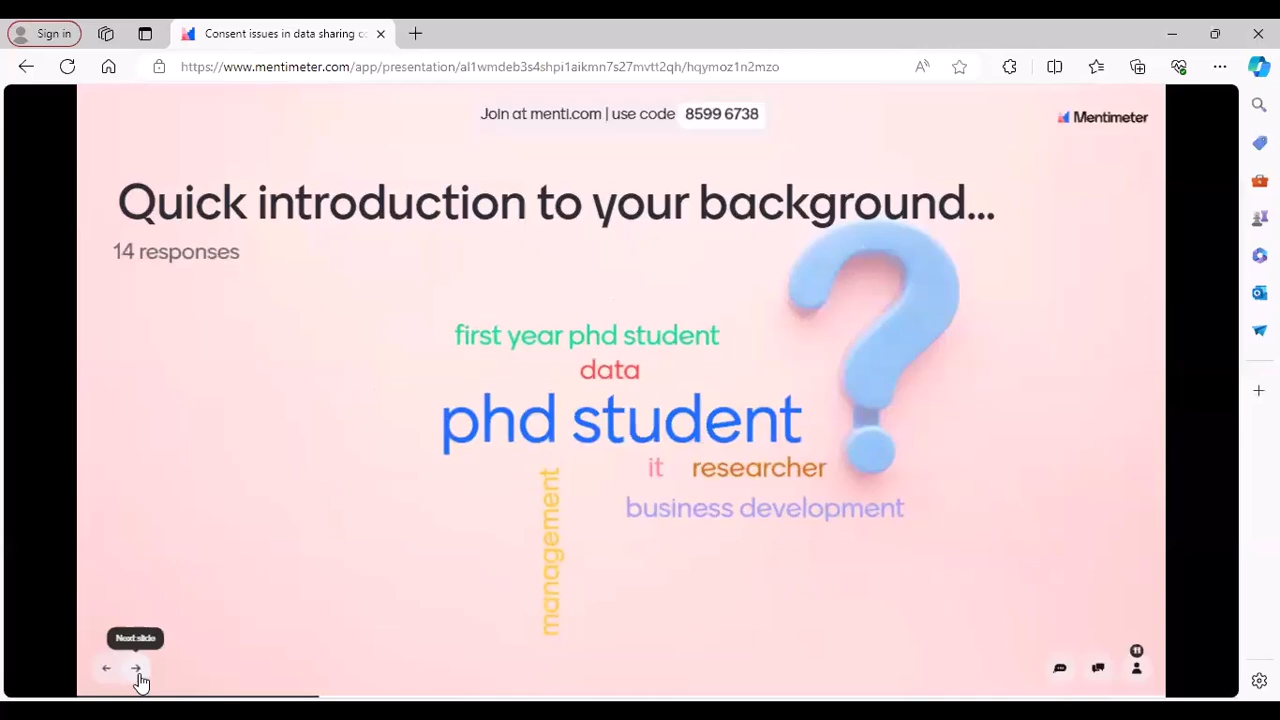 Sign in
Consent issues in data sharing co
https://www.mentimeter.com/app/presentation/al1wmdeb3s4shpi1aikmn7s27mvtt2qh/hqymoz1n2mzo
Join at menti.com | use code 8599 6738
Mentimeter
Quick introduction to your background...
14 responses
first year phd student
data
phd student
it researcher
business development
management
Next slide
11